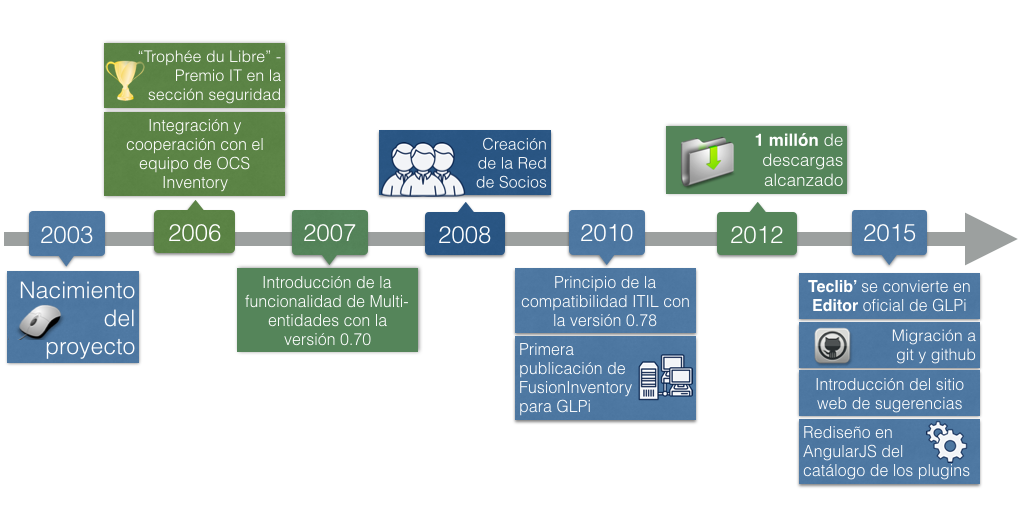 2003
Nacimiento
del
proyecto
“Trophée du Libre” -
Premio IT en la
sección seguridad
Integración y
cooperación con el
equipo de OCS
Inventory
2006
2007
Introducción de la
funcionalidad de Multi-
entidades con la
versión 0.70
Creación
de la Red
de Socios
2008
2010
Principio de la
compatibilidad ITIL con
la versión 0.78
Primera
publicación de
FusionInventory
para GLPi
1 millón de
descargas
alcanzado
2012
2015
Teclib’ se convierte en
Editor oficial de GLPi
Migración a
git y github
Introducción del sitio
web de sugerencias
Rediseño en
AngularJS del
catálogo de los plugins